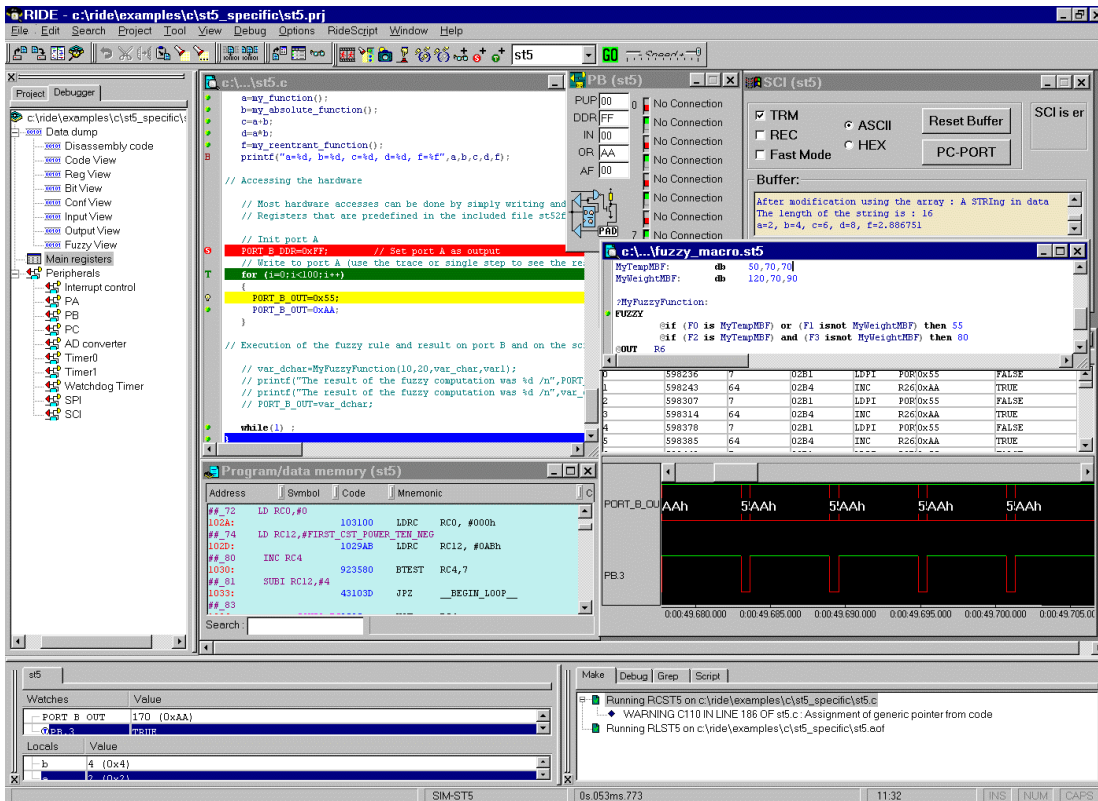 RIDE - c:\ride\examples\c\st5_specific\st5.prj
File Edit Search Project Tool View Debug Options RideScript Window Help
st5
GO
Speed
Project Debugger
c:\ride\examples\c\st5_specific\s
Data dump
Disassembly code
Code View
Reg View
Bit View
Conf View
Input View
Output View
Fuzzy View
Main registers
Peripherals
Interrupt control
PA
PB
PC
AD converter
Timer0
Timer1
Watchdog Timer
SPI
SCI
c:\...\st5.c
a=my_function();
b=my_absolute_function();
c=a+b;
d=a*b;
f=my_reentrant_function();
B printf("a=%d, b=%d, c=%d, d=%d, f=%f",a,b,c,d,f);
// Accessing the hardware
// Most hardware accesses can be done by simply writing and
// Registers that are predefined in the included file st52f
// Init port A
PORT_B_DDR=0xFF; // Set port A as output
// Write to port A (use the trace or single step to see the re
T for (i=0;i<100;i++)
{
PORT_B_OUT=0x55;
PORT_B_OUT=0xAA;
}
// Execution of the fuzzy rule and result on port B and on the sc
// var_dchar=MyFuzzyFunction(10,20,var_char,var1);
// printf("The result of the fuzzy computation was %d /n",PORT_
// printf("The result of the fuzzy computation was %d /n",var_
// PORT_B_OUT=var_dchar;
while(1) ;
}
PB (st5)
PUP 00
DDR FF
IN 00
OR AA
AF 00
PAD
0 No Connection
No Connection
No Connection
No Connection
No Connection
No Connection
No Connection
7 No Connection
SCI (st5)
TRM
REC
Fast Mode
ASCII
HEX
Reset Buffer
PC-PORT
SCI is er
Buffer:
After modification using the array : A STRIng in data
The length of the string is : 16
a=2, b=4, c=6, d=8, f=2.886751
c:\...\fuzzy_macro.st5
MyTempMBF: db 50,70,70
MyWeightMBF: db 120,70,90
?MyFuzzyFunction:
FUZZY
@if (F0 is MyTempMBF) or (F1 isnot MyWeightMBF) then 55
@if (F2 is MyTempMBF) and (F3 isnot MyWeightMBF) then 80
@OUT R6
0 598236 7 02B1 LDPI POR 0x55 FALSE
1 598243 64 02B4 INC R26 0xAA TRUE
2 598307 7 02B1 LDPI POR 0x55 FALSE
3 598314 64 02B4 INC R26 0xAA TRUE
4 598378 7 02B1 LDPI POR 0x55 FALSE
5 598385 64 02B4 INC R26 0xAA TRUE
PORT_B_OU AAh 5 AAh 5 AAh 5 AAh 5 AAh
PB.3
0:00:49.680.000 0:00:49.685.000 0:00:49.690.000 0:00:49.695.000 0:00:49.700.000 0:00:49.705.00
Program/data memory (st5)
Address Symbol Code Mnemonic C
##_72 LD RC0,#0
102A: 103100 LDRC RC0, #000h
##_74 LD RC12,#FIRST_CST_POWER_TEN_NEG
102D: 1029AB LDRC RC12, #0ABh
##_80 INC RC4
1030: 923580 BTEST RC4,7
##_81 SUBI RC12,#4
1033: 43103D JPZ __BEGIN_LOOP__
##_83
Search :
st5
Watches Value
PORT B OUT 170 (0xAA)
PB.3 TRUE
Locals Value
b 4 (0x4)
a 2 (0x2)
Make Debug Grep Script
Running RCST5 on c:\ride\examples\c\st5_specific\st5.c
WARNING C110 IN LINE 186 OF st5.c : Assignment of generic pointer from code
Running RLST5 on c:\ride\examples\c\st5_specific\st5.aof
SIM-ST5 0s.053ms.773 11:32 INS NUM CAPS